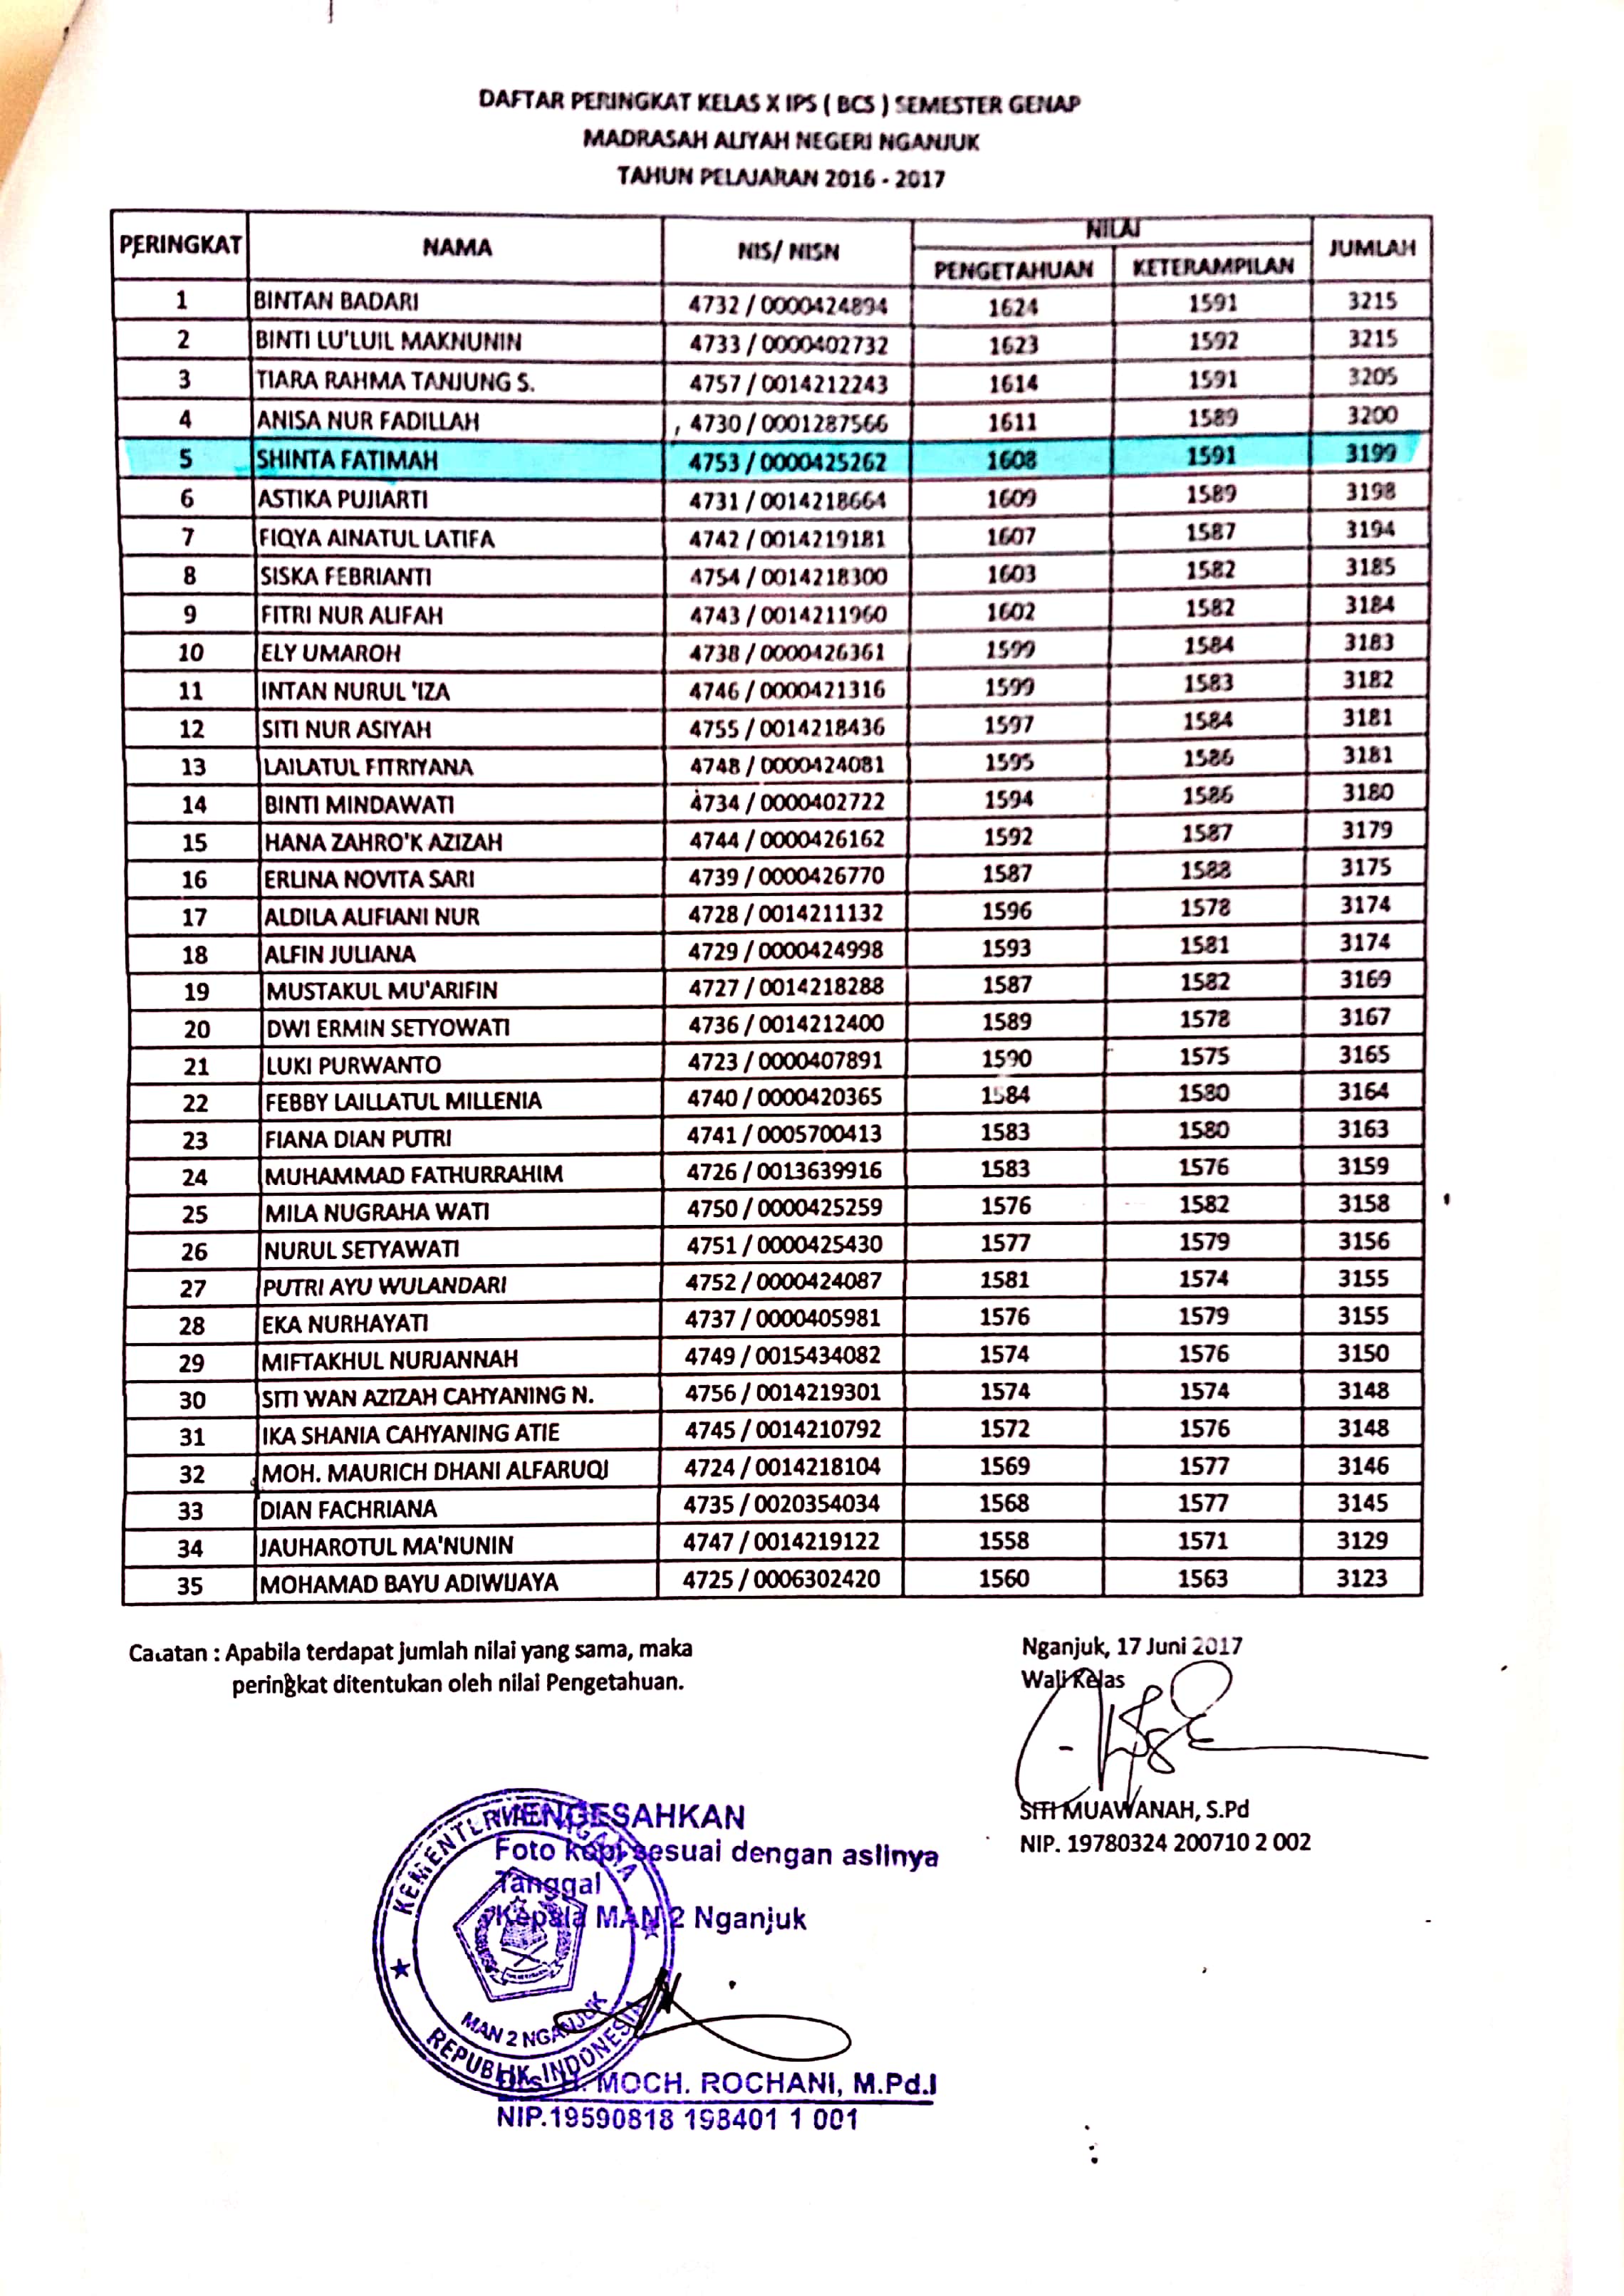 DAFTAR PERINGKAT KELAS X IPS ( BCS ) SEMESTER GENAP
MADRASAH ALIYAH NEGERI NGANJUK
TAHUN PELAJARAN 2016 - 2017
PERINGKAT NAMA NIS/ NISN NILAI JUMLAH
PENGETAHUAN KETERAMPILAN
1 BINTAN BADARI 4732 / 0000424894 1624 1591 3215
2 BINTI LU'LUIL MAKNUNIN 4733 / 0000402732 1623 1592 3215
3 TIARA RAHMA TANJUNG S. 4757 / 0014212243 1614 1591 3205
4 ANISA NUR FADILLAH 4730 / 0001287566 1611 1589 3200
5 SHINTA FATIMAH 4753 / 0000425262 1608 1591 3199
6 ASTIKA PUJIARTI 4731 / 0014218664 1609 1589 3198
7 FIQYA AINATUL LATIFA 4742 / 0014219181 1607 1587 3194
8 SISKA FEBRIANTI 4754 / 0014218300 1603 1582 3185
9 FITRI NUR ALIFAH 4743 / 0014211960 1602 1582 3184
10 ELY UMAROH 4738 / 0000426361 1599 1584 3183
11 INTAN NURUL 'IZA 4746 / 0000421316 1599 1583 3182
12 SITI NUR ASIYAH 4755 / 0014218436 1597 1584 3181
13 LAILATUL FITRIYANA 4748 / 0000424081 1595 1586 3181
14 BINTI MINDAWATI 4734 / 0000402722 1594 1586 3180
15 HANA ZAHRO'K AZIZAH 4744 / 0000426162 1592 1587 3179
16 ERLINA NOVITA SARI 4739 / 0000426770 1587 1588 3175
17 ALDILA ALIFIANI NUR 4728 / 0014211132 1596 1578 3174
18 ALFIN JULIANA 4729 / 0000424998 1593 1581 3174
19 MUSTAKUL MU'ARIFIN 4727 / 0014218288 1587 1582 3169
20 DWI ERMIN SETYOWATI 4736 / 0014212400 1589 1578 3167
21 LUKI PURWANTO 4723 / 0000407891 1590 1575 3165
22 FEBBY LAILLATUL MILLENIA 4740 / 0000420365 1584 1580 3164
23 FIANA DIAN PUTRI 4741 / 0005700413 1583 1580 3163
24 MUHAMMAD FATHURRAHIM 4726 / 0013639916 1583 1576 3159
25 MILA NUGRAHA WATI 4750 / 0000425259 1576 1582 3158
26 NURUL SETYAWATI 4751 / 0000425430 1577 1579 3156
27 PUTRI AYU WULANDARI 4752 / 0000424087 1581 1574 3155
28 EKA NURHAYATI 4737 / 0000405981 1576 1579 3155
29 MIFTAKHUL NURJANNAH 4749 / 0015434082 1574 1576 3150
30 SITI WAN AZIZAH CAHYANING N. 4756 / 0014219301 1574 1574 3148
31 IKA SHANIA CAHYANING ATIE 4745 / 0014210792 1572 1576 3148
32 MOH. MAURICH DHANI ALFARUQI 4724 / 0014218104 1569 1577 3146
33 DIAN FACHRIANA 4735 / 0020354034 1568 1577 3145
34 JAUHAROTUL MA'NUNIN 4747 / 0014219122 1558 1571 3129
35 MOHAMAD BAYU ADIWIJAYA 4725 / 0006302420 1560 1563 3123
Catatan : Apabila terdapat jumlah nilai yang sama, maka
peringkat ditentukan oleh nilai Pengetahuan.
Nganjuk, 17 Juni 2017
Wali Kelas
SITI MUAWANAH, S.Pd
NIP. 19780324 200710 2 002
MENGESAHKAN
Foto kopi sesuai dengan aslinya
Tanggal
Kepala MAN 2 Nganjuk
KEMENTERIAN AGAMA
MAN 2 NGANJUK
REPUBLIK INDONESIA
Drs. H. MOCH. ROCHANI, M.Pd.I
NIP.19590818 198401 1 001